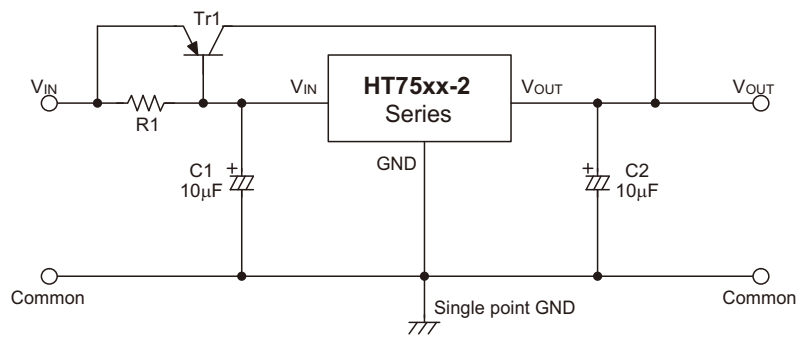 Tr1
VIN
R1
VIN
HT75xx-2
Series
VOUT
VOUT
GND
C1
10μF
+
C2
10μF
+
Common
Single point GND
Common